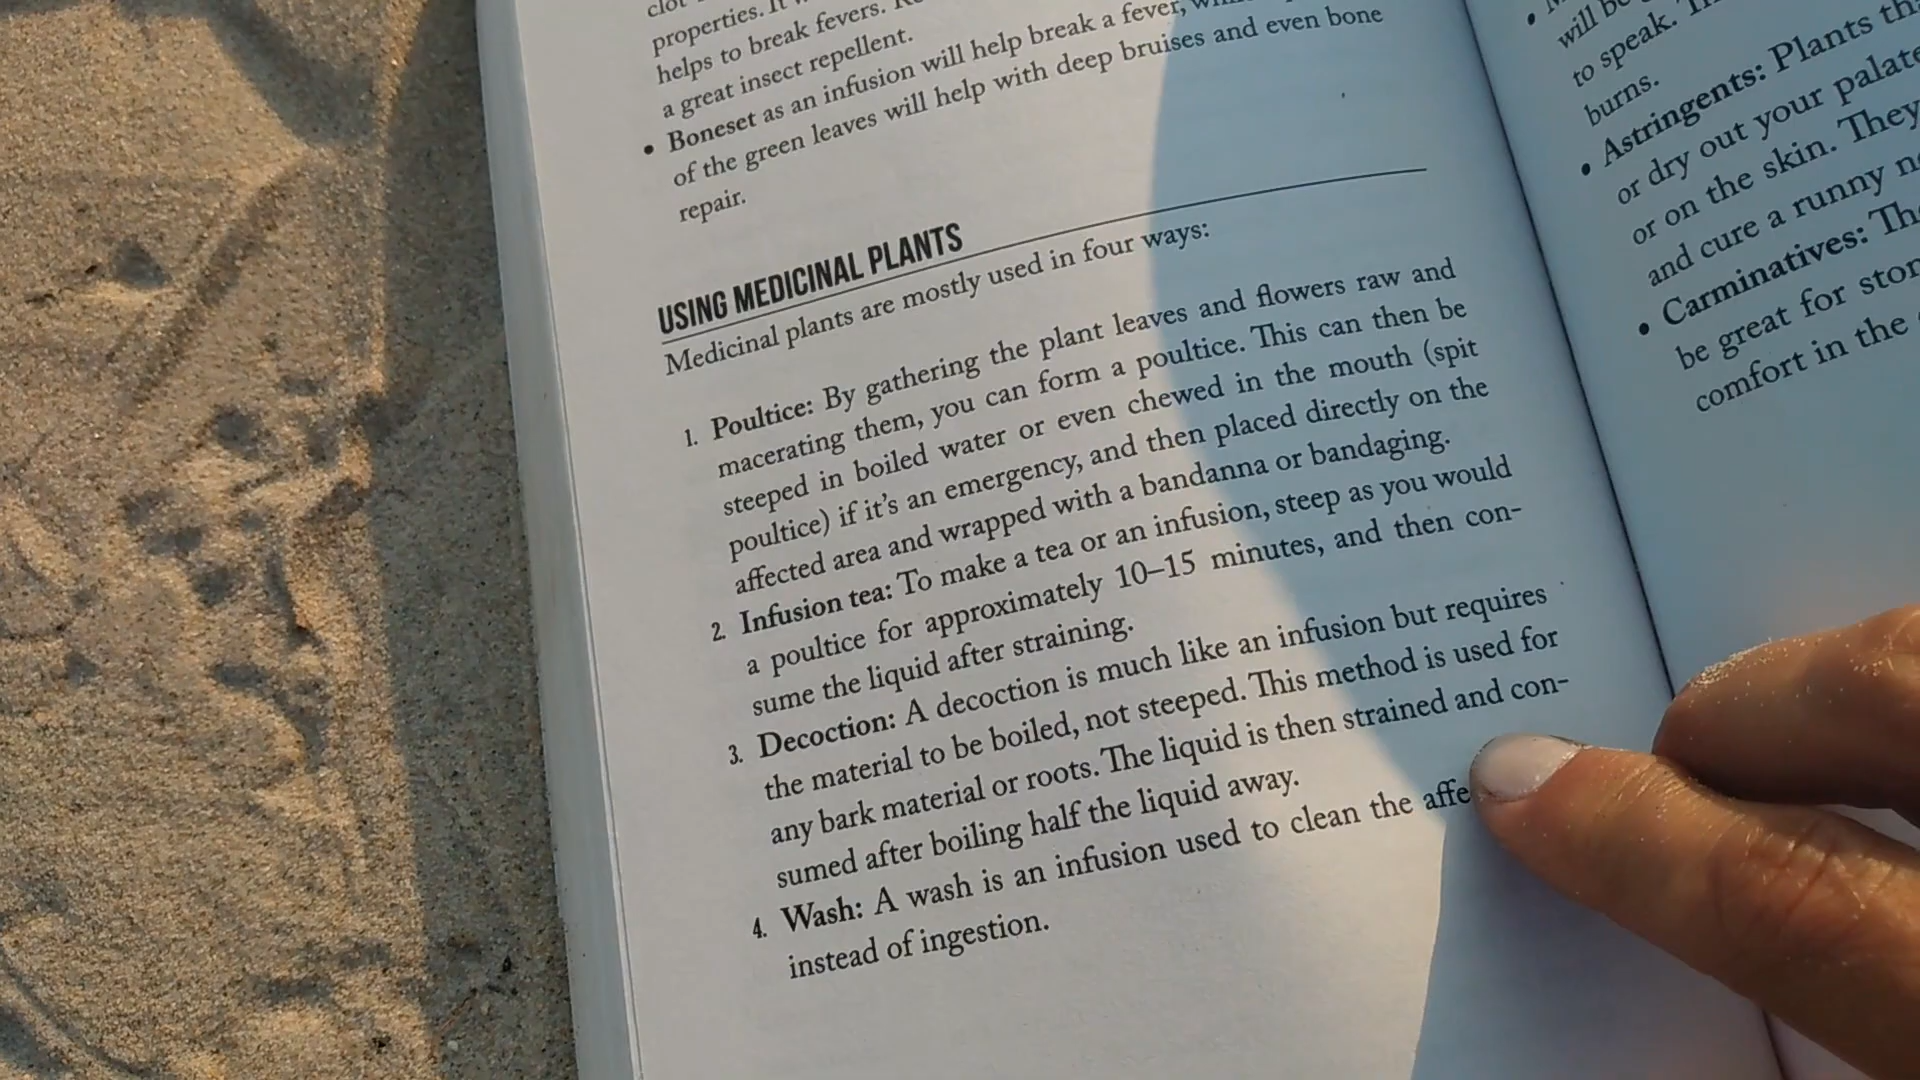 clot
properties. It
helps to break fevers.
a great insect repellent.
• Boneset as an infusion will help break a fever,
of the green leaves will help with deep bruises and even bone
repair.
USING MEDICINAL PLANTS
Medicinal plants are mostly used in four ways:
1. Poultice: By gathering the plant leaves and flowers raw and
macerating them, you can form a poultice. This can then be
steeped in boiled water or even chewed in the mouth (spit
poultice) if it's an emergency, and then placed directly on the
affected area and wrapped with a bandanna or bandaging.
2. Infusion tea: To make a tea or an infusion, steep as you would
a poultice for approximately 10–15 minutes, and then con-
sume the liquid after straining.
3. Decoction: A decoction is much like an infusion but requires
the material to be boiled, not steeped. This method is used for
any bark material or roots. The liquid is then strained and con-
sumed after boiling half the liquid away.
4. Wash: A wash is an infusion used to clean the affe
instead of ingestion.
will be
to speak.
burns.
• Astringents: Plants
or dry out your palate
or on the skin. They
and cure a runny
• Carminatives:
be great for
comfort in the